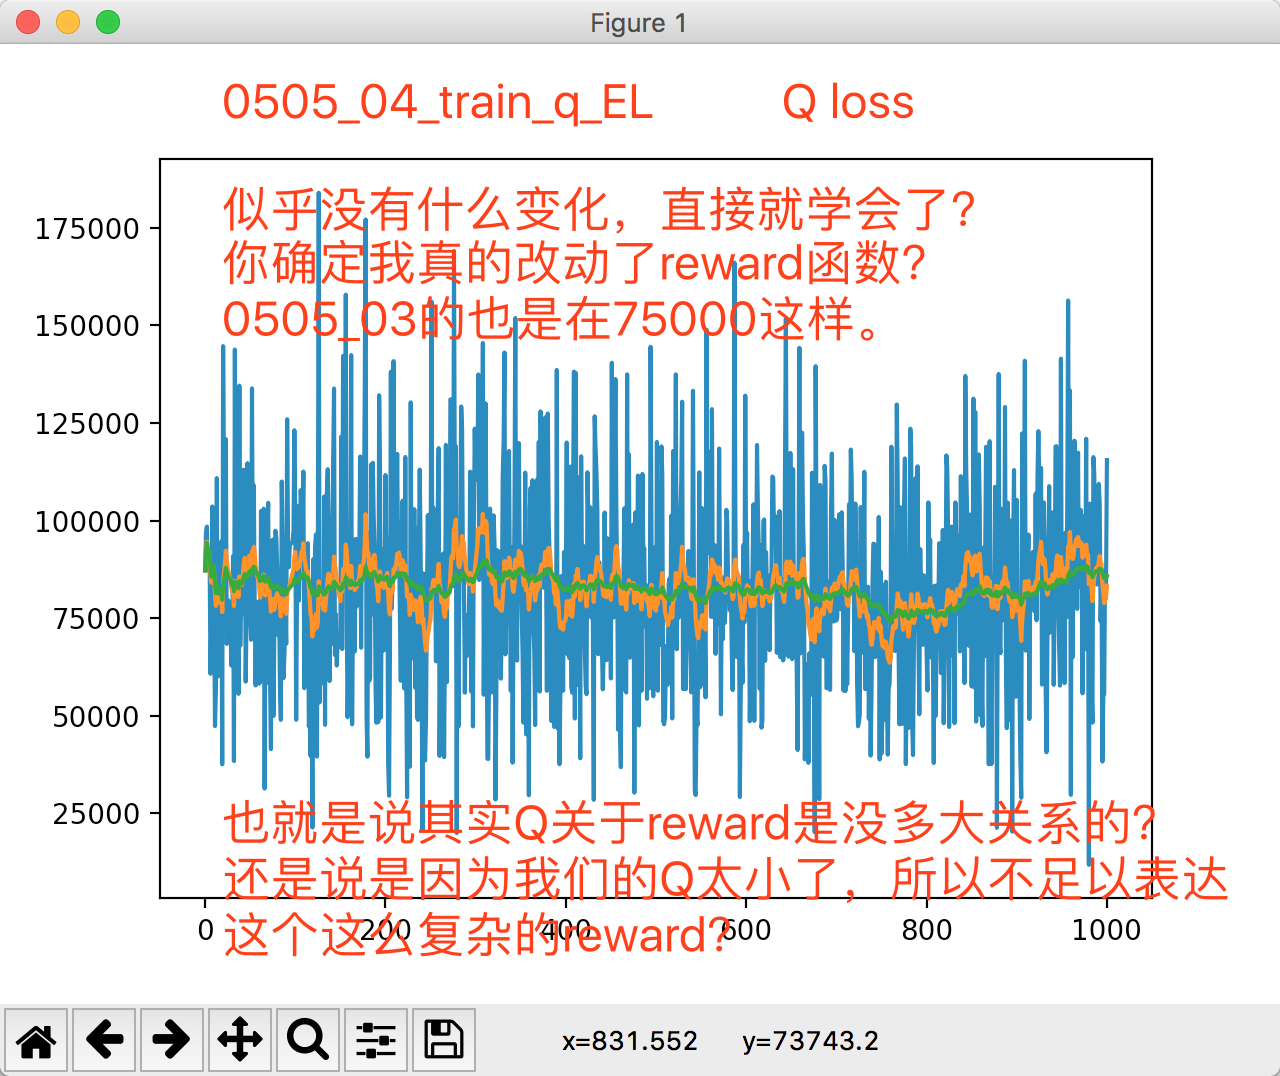 Figure 1
0505_04_train_q_EL Q loss
似乎没有什么变化，直接就学会了?
你确定我真的改动了reward函数?
0505_03的也是在75000这样。
175000
150000
125000
100000
75000
50000
25000
也就是说其实Q关于reward是没多大关系的?
还是说是因为我们的Q太小了，所以不足以表达
这个这么复杂的reward?
0 200 400 600 800 1000
x=831.552 y=73743.2